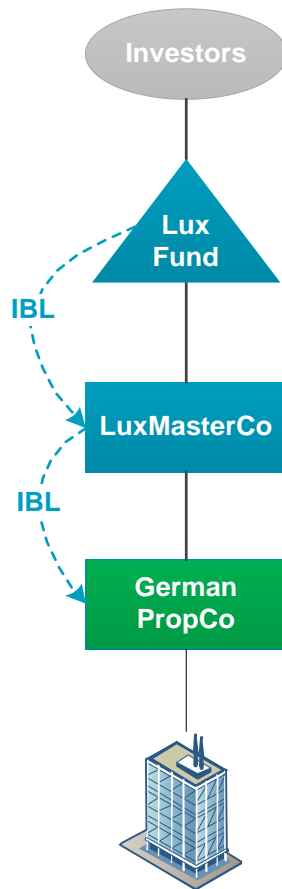 Investors
Lux
Fund
IBL
LuxMasterCo
IBL
German
PropCo